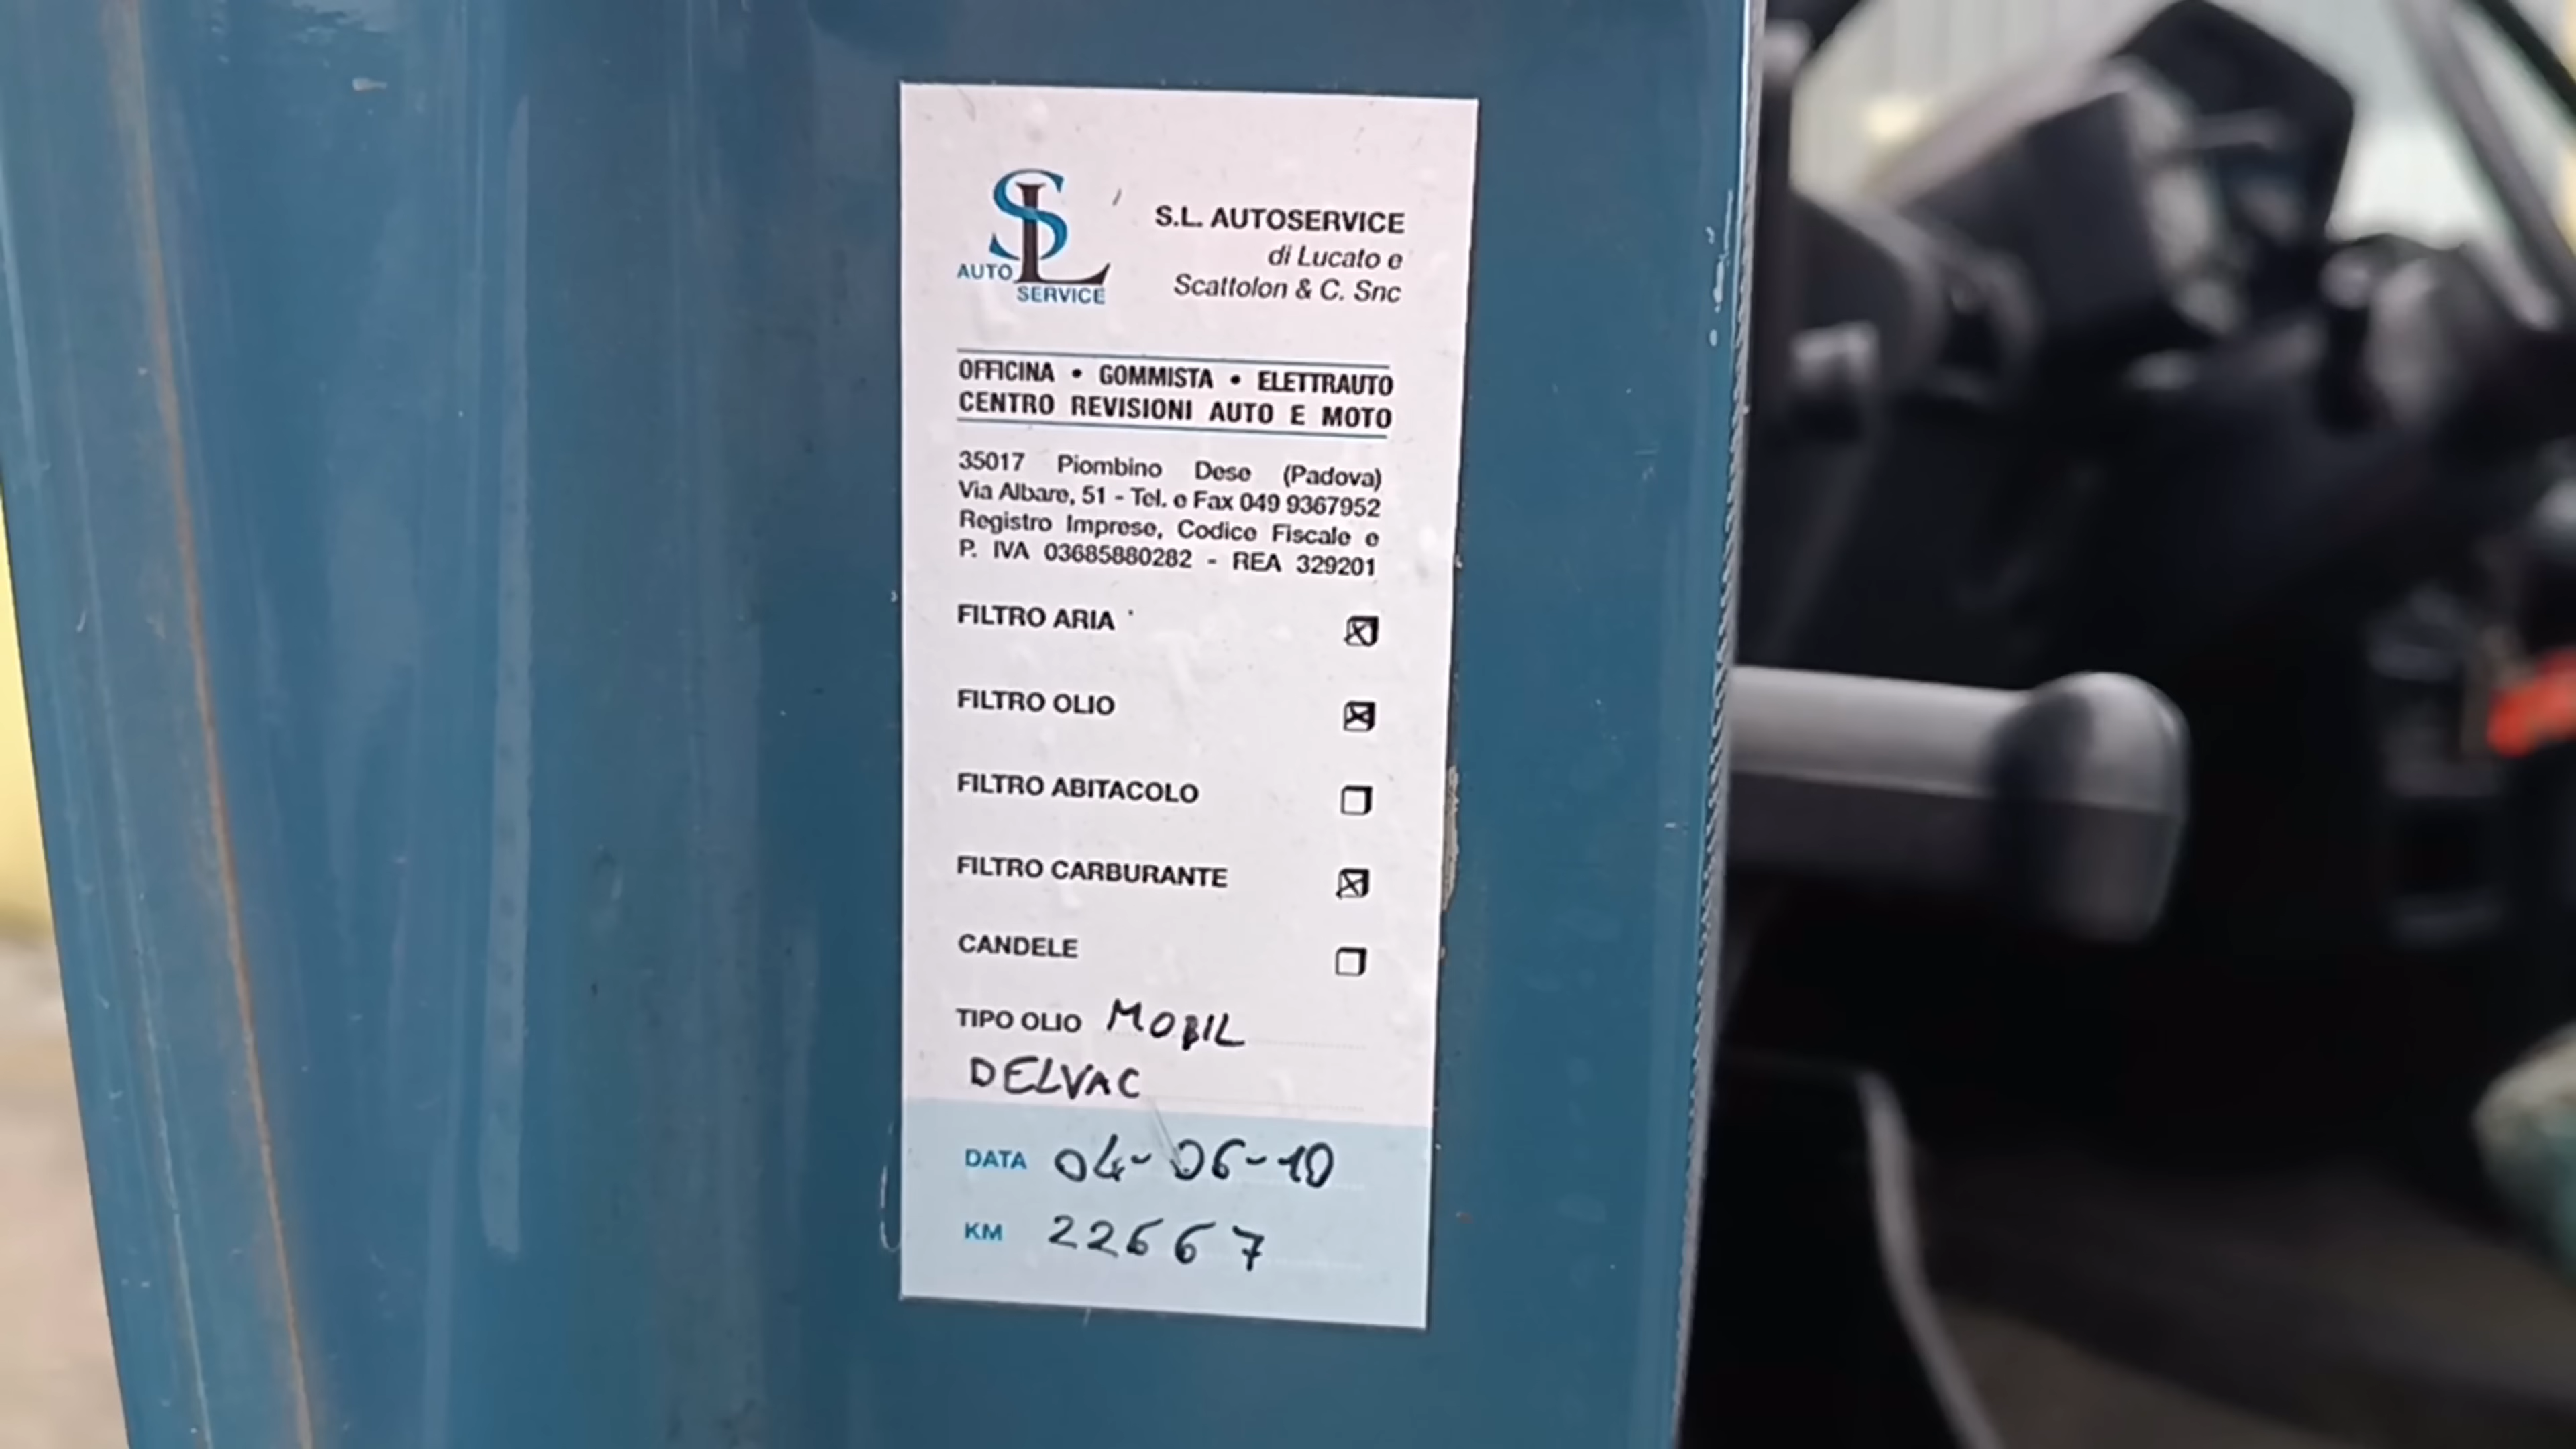 SL
AUTO
SERVICE
S.L. AUTOSERVICE
di Lucato e
Scattolon & C. Snc
OFFICINA • GOMMISTA • ELETTRAUTO
CENTRO REVISIONI AUTO E MOTO
35017 Piombino Dese (Padova)
Via Albare, 51 - Tel. e Fax 049 9367952
Registro Imprese, Codice Fiscale e
P. IVA 03685880282 - REA 329201
FILTRO ARIA
FILTRO OLIO
FILTRO ABITACOLO
FILTRO CARBURANTE
CANDELE
TIPO OLIO MOBIL
DELVAC
DATA 04-06-10
KM 22667